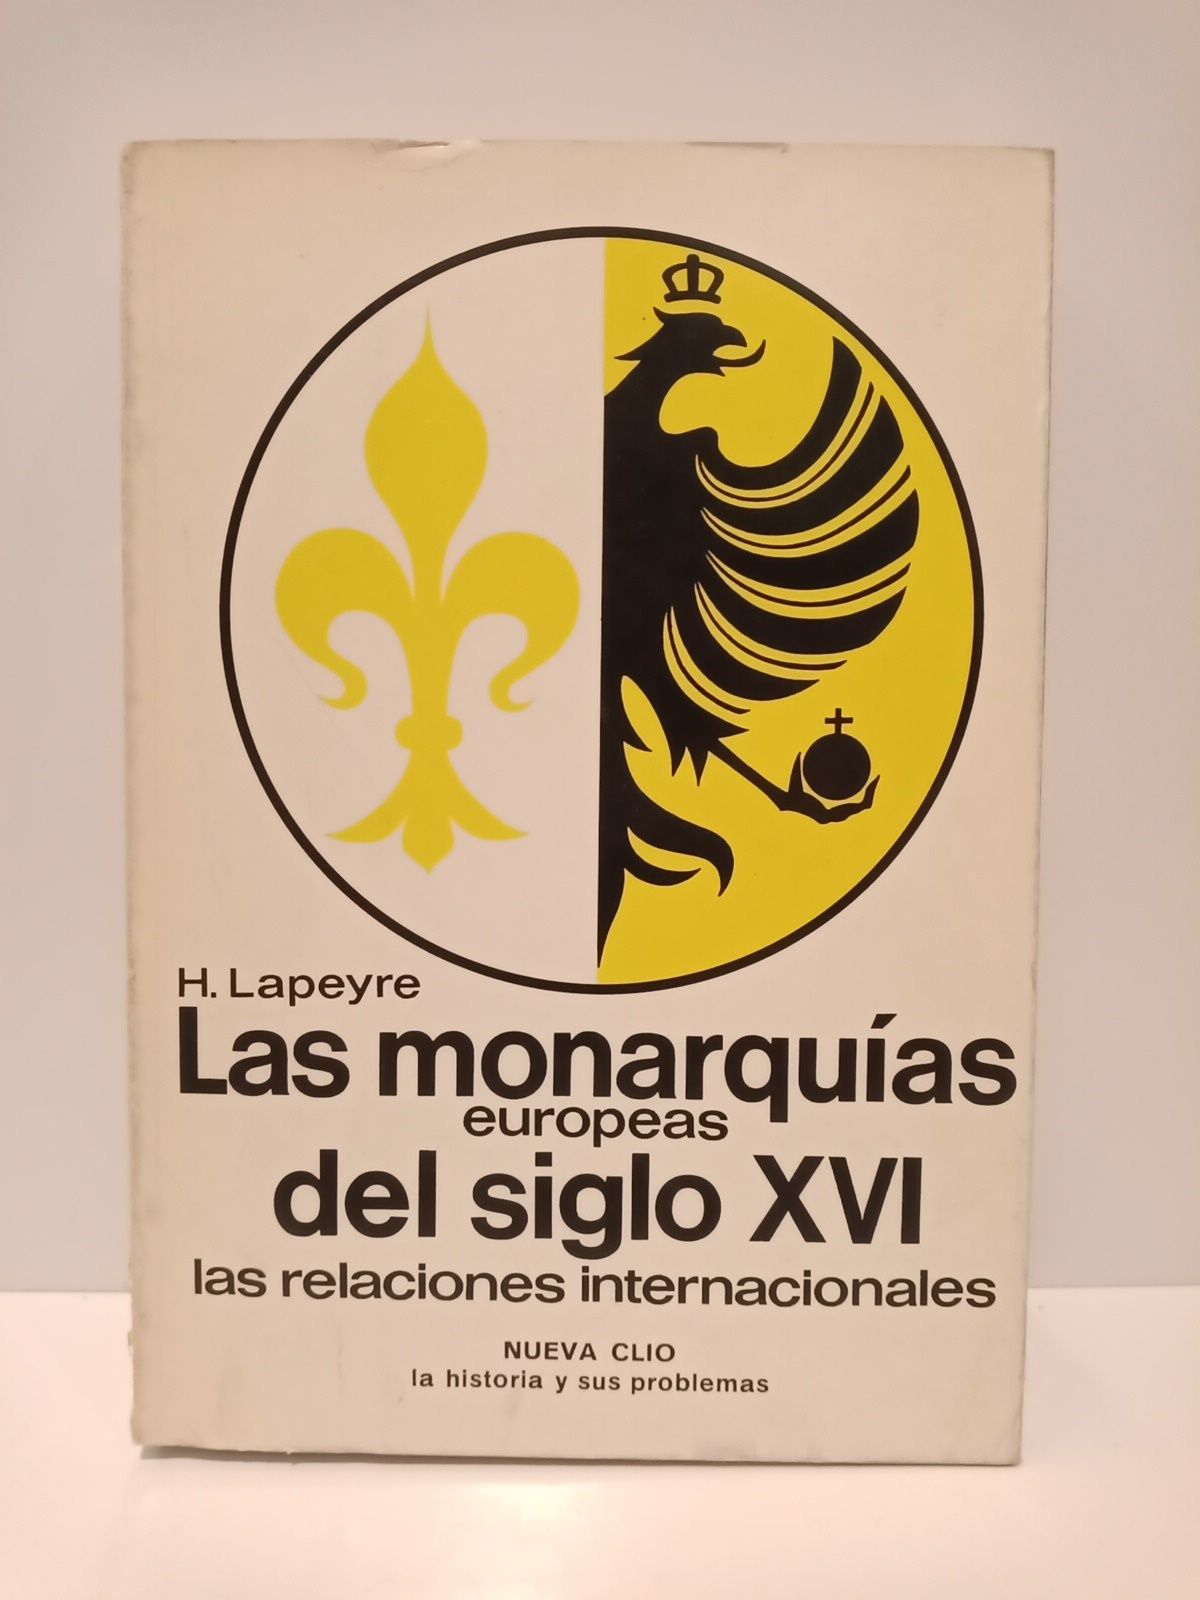 H. Lapeyre
Las monarquías
europeas
del siglo XVI
las relaciones internacionales
NUEVA CLIO
la historia y sus problemas